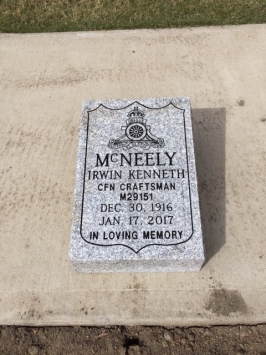 McNEELY
IRWIN KENNETH
CFN CRAFTSMAN
M29151
DEC. 30, 1916
JAN. 17, 2017
IN LOVING MEMORY